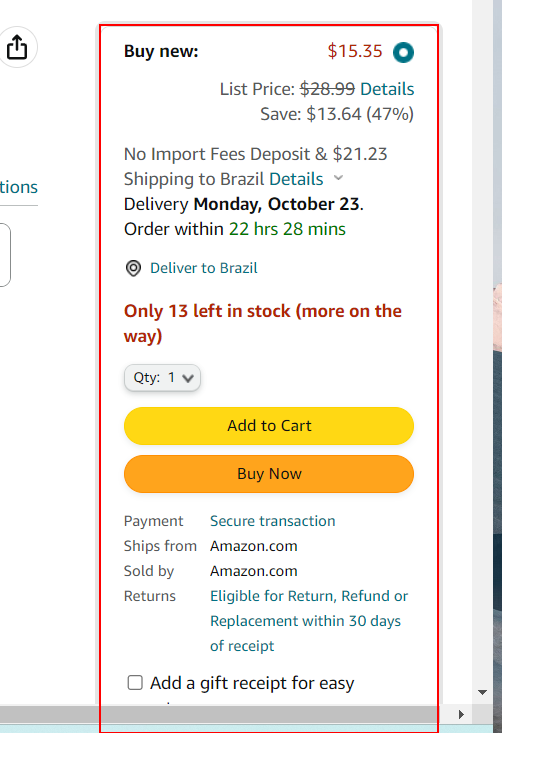 Buy new: $15.35
List Price: $28.99 Details
Save: $13.64 (47%)
No Import Fees Deposit & $21.23
Shipping to Brazil Details
Delivery Monday, October 23.
Order within 22 hrs 28 mins
Deliver to Brazil
tions
Only 13 left in stock (more on the
way)
Qty: 1
Add to Cart
Buy Now
Payment Secure transaction
Ships from Amazon.com
Sold by Amazon.com
Returns Eligible for Return, Refund or
Replacement within 30 days
of receipt
Add a gift receipt for easy